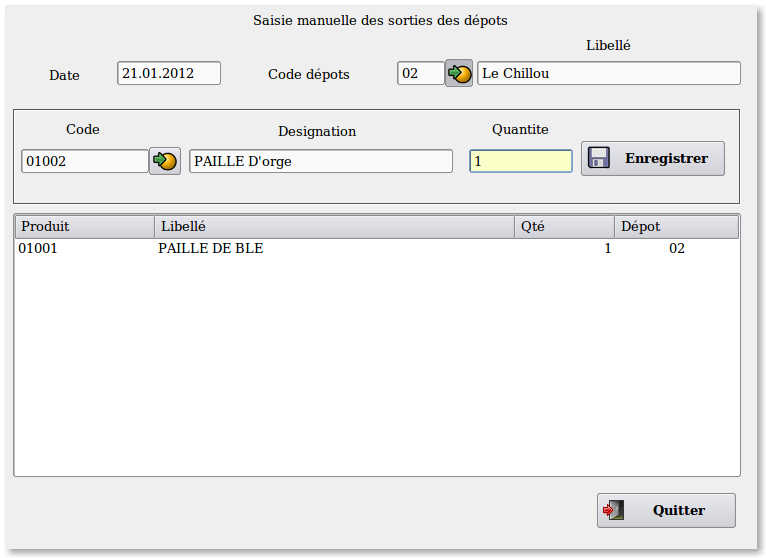 Saisie manuelle des sorties des dépots
Libellé
Date 21.01.2012 Code dépots 02 Le Chillou
Code Designation Quantite
01002 PAILLE D'orge 1 Enregistrer
Produit Libellé Qté Dépot
01001 PAILLE DE BLE 1 02
Quitter